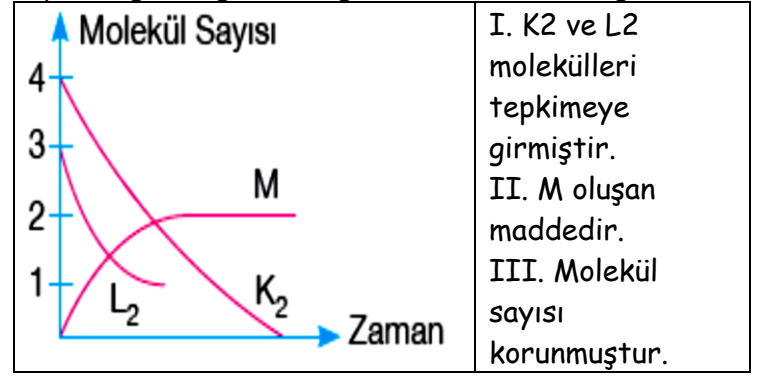 Molekül Sayısı
4
3
2
1
M
L2
K2
Zaman
I. K2 ve L2
molekülleri
tepkimeye
girmiştir.
II. M oluşan
maddedir.
III. Molekül
sayısı
korunmuştur.